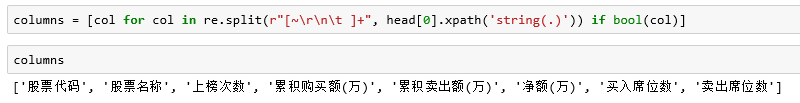 columns = [col for col in re.split(r"[~\r\n\t ]+", head[0].xpath('string(.)')) if bool(col)]
columns
['股票代码', '股票名称', '上榜次数', '累积购买额(万)', '累积卖出额(万)', '净额(万)', '买入席位数', '卖出席位数']